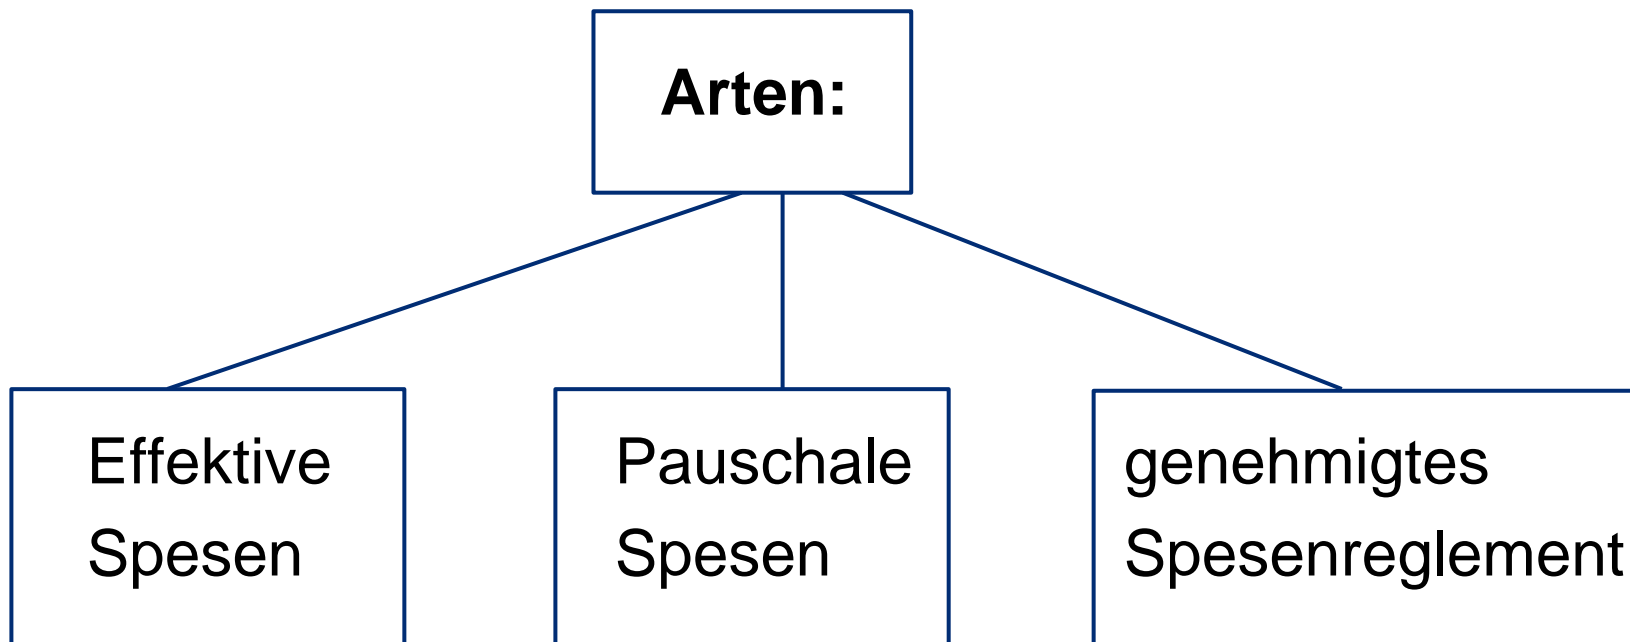 Arten:
Effektive
Spesen
Pauschale
Spesen
genehmigtes
Spesenreglement